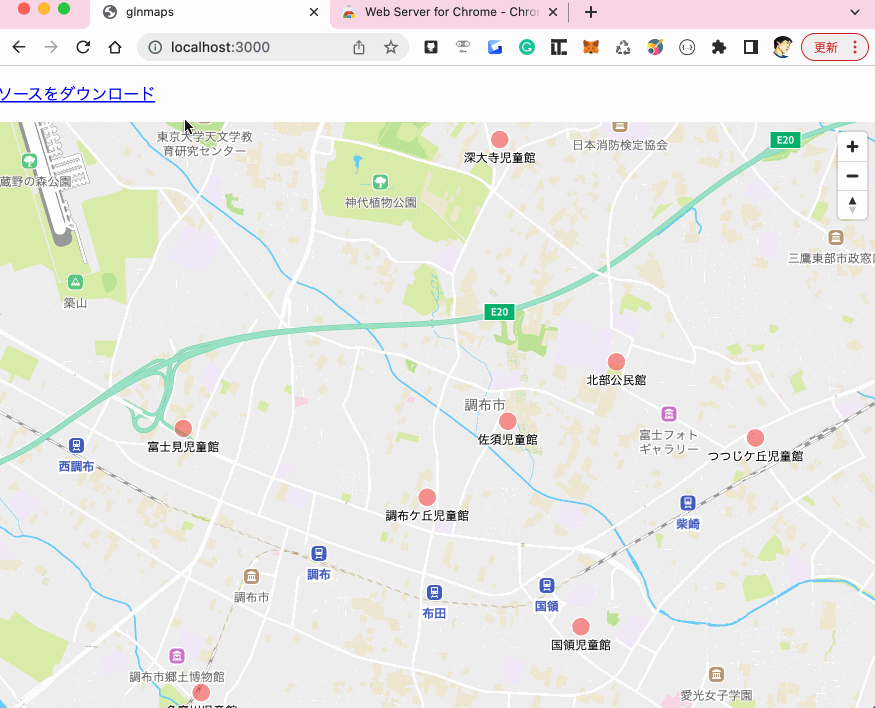 glnmaps
Web Server for Chrome - Chro
localhost:3000
更新
ソースをダウンロード
東京大学天文学教
育研究センター
深大寺児童館
日本消防検定協会
E20
蔵野の森公園
神代植物公園
三鷹東部市政窓口
築山
E20
北部公民館
調布市
富士見児童館
佐須児童館
富士フォト
ギャラリー
つつじケ丘児童館
西調布
調布ケ丘児童館
柴崎
調布
調布市
布田
国領
国領児童館
調布市郷土博物館
愛光女子学園